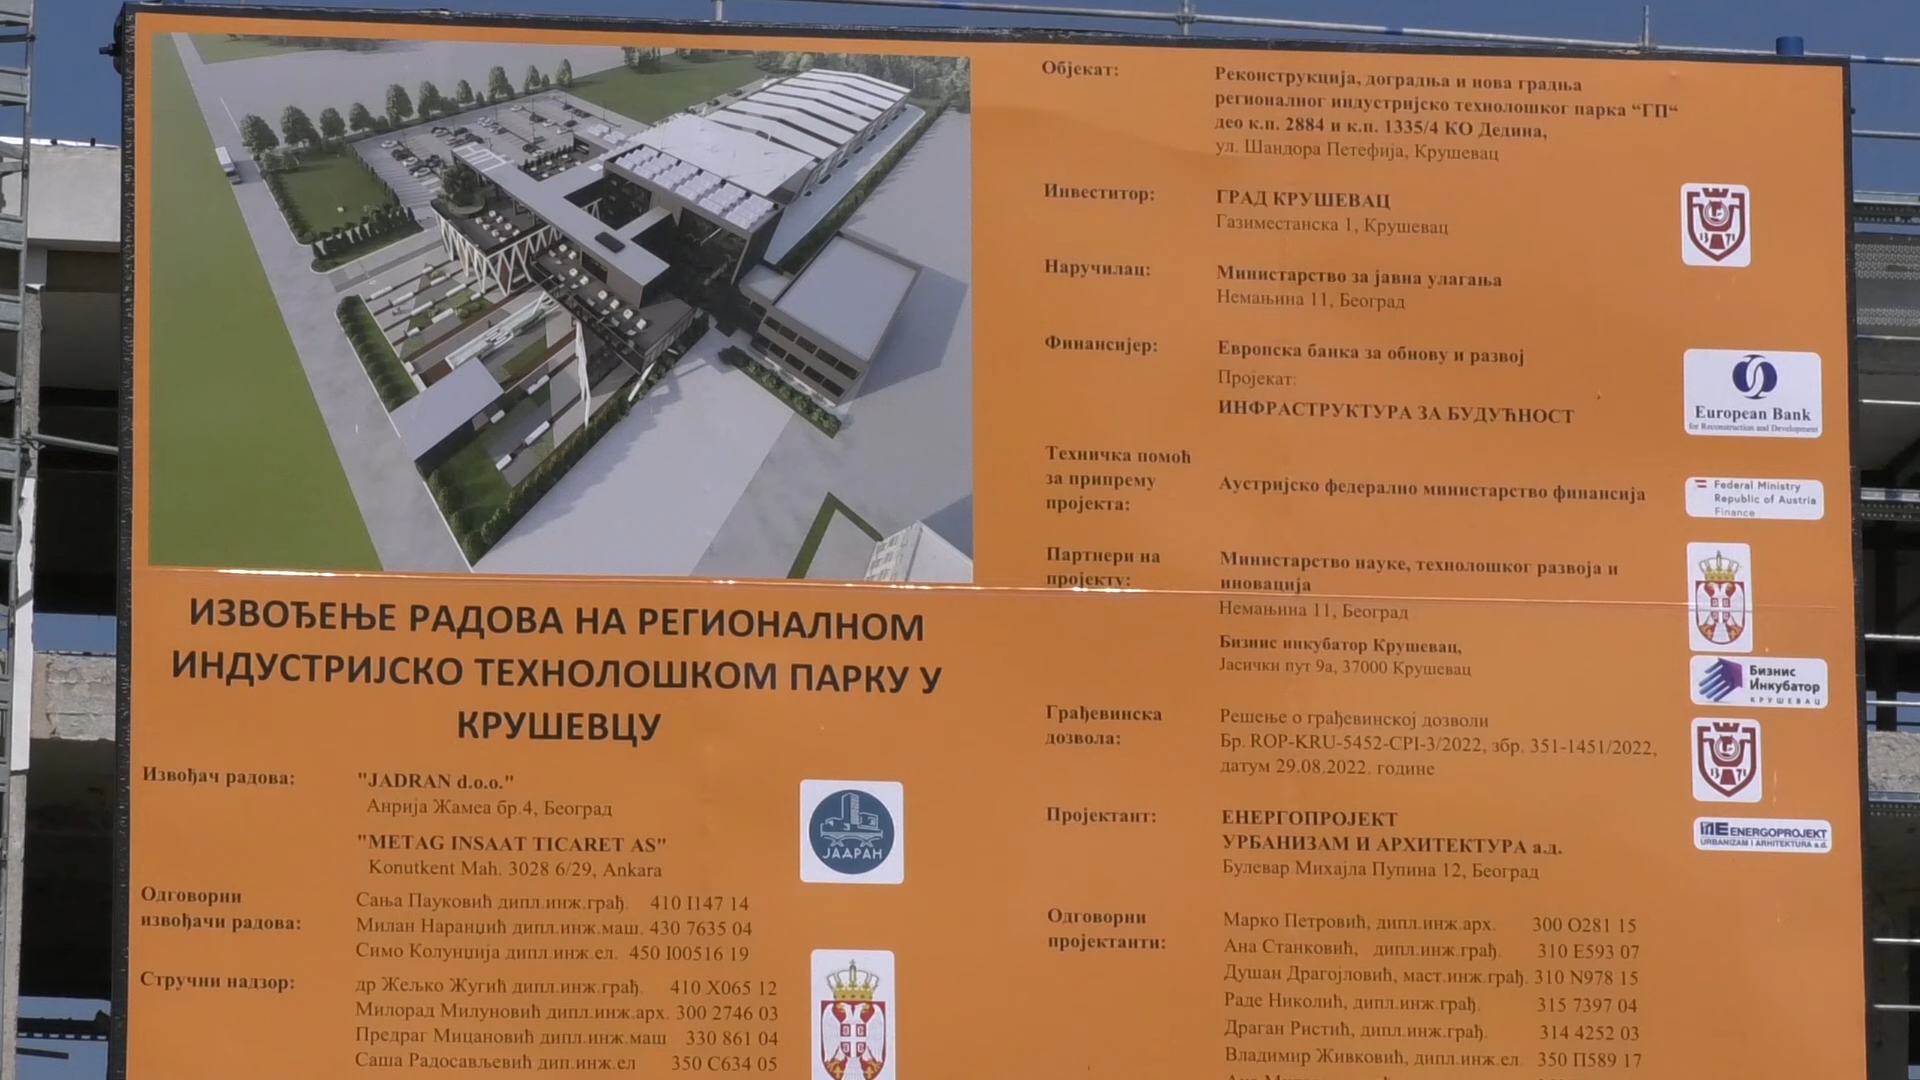 ИЗВОЂЕЊЕ РАДОВА НА РЕГИОНАЛНОМ
ИНДУСТРИЈСКО ТЕХНОЛОШКОМ ПАРКУ У
КРУШЕВЦУ
Извођач радова:
"JADRAN d.o.o."
Анрија Жамеа бр.4, Београд
"METAG INSAAT TICARET AS"
Konutkent Mah. 3028 6/29, Ankara
ЈАДРАН
Одговорни
извођачи радова:
Сања Пауковић дипл.инж.грађ. 410 I147 14
Милан Наранџић дипл.инж.маш. 430 7635 04
Симо Колунџија дипл.инж.ел. 450 I00516 19
Стручни надзор:
др Жељко Жугић дипл.инж.грађ. 410 X065 12
Милорад Милуновић дипл.инж.арх. 300 2746 03
Предраг Мицановић дипл.инж.маш 330 861 04
Саша Радосављевић дип.инж.ел 350 C634 05
Објекат:
Реконструкција, доградња и нова градња
регионалног индустријско технолошког парка “ГП“
део к.п. 2884 и к.п. 1335/4 КО Дедина,
ул. Шандора Петефија, Крушевац
Инвеститор:
ГРАД КРУШЕВАЦ
Газиместанска 1, Крушевац
13 71
Наручилац:
Министарство за јавна улагања
Немањина 11, Београд
Финансијер:
Европска банка за обнову и развој
Пројекат:
ИНФРАСТРУКТУРА ЗА БУДУЋНОСТ
European Bank
for Reconstruction and Development
Техничка помоћ
за припрему
пројекта:
Аустријско федерално министарство финансија
Federal Ministry
Republic of Austria
Finance
Партнери на
пројекту:
Министарство науке, технолошког развоја и
иновација
Немањина 11, Београд
Бизнис инкубатор Крушевац,
Јасички пут 9а, 37000 Крушевац
Бизнис
Инкубатор
КРУШЕВАЦ
Грађевинска
дозвола:
Решење о грађевинској дозволи
Бр. ROP-KRU-5452-CPI-3/2022, збр. 351-1451/2022,
датум 29.08.2022. године
13 71
Пројектант:
ЕНЕРГОПРОЈЕКТ
УРБАНИЗАМ И АРХИТЕКТУРА а.д.
Булевар Михајла Пупина 12, Београд
ENERGOPROJEKT
URBANIZAM I ARHITEKTURA a.d.
Одговорни
пројектанти:
Марко Петровић, дипл.инж.арх. 300 O281 15
Ана Станковић, дипл.инж.грађ. 310 E593 07
Душан Драгојловић, маст.инж.грађ. 310 N978 15
Раде Николић, дипл.инж.грађ. 315 7397 04
Драган Ристић, дипл.инж.грађ. 314 4252 03
Владимир Живковић, дипл.инж.ел. 350 П589 17